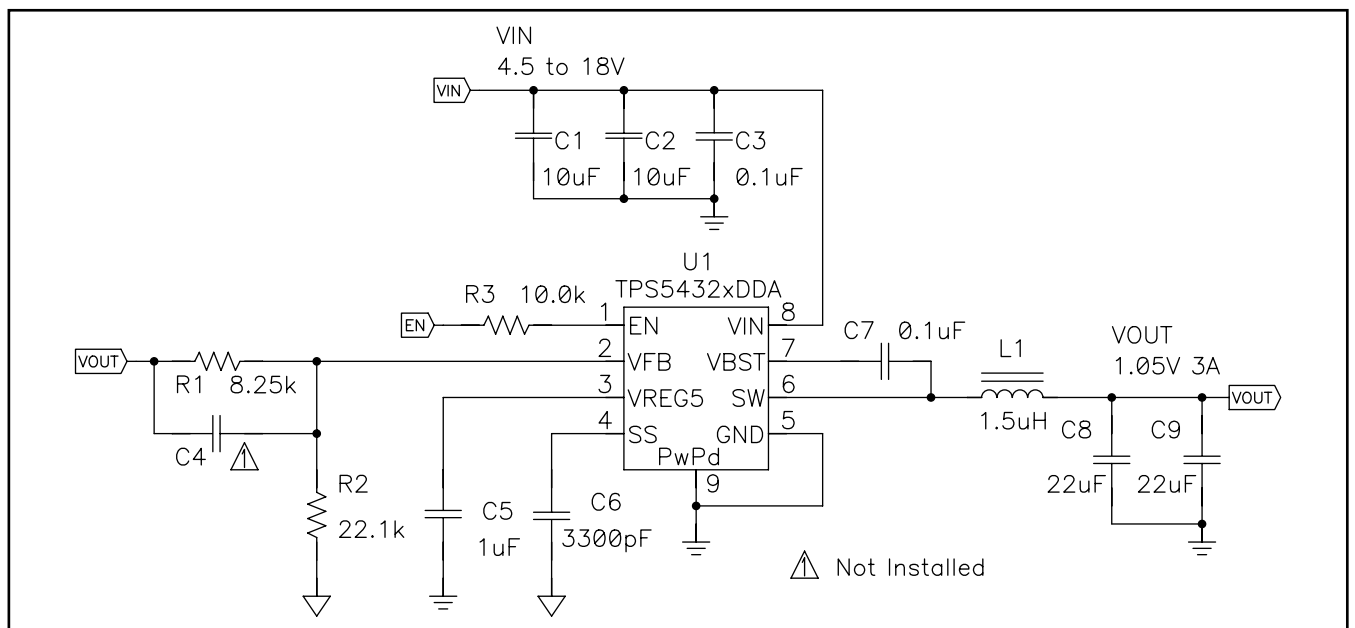 VIN
4.5 to 18V
VIN
C1
C2
C3
10uF
10uF
0.1uF
U1
TPS5432xDDA
R3 10.0k
EN
1
EN
VIN
8
C7 0.1uF
VOUT
1.05V 3A
L1
VOUT
R1 8.25k
2
VFB
VBST
7
3
VREG5
SW
6
1.5uH
VOUT
4
SS
GND
5
C8
C9
22uF
22uF
C4
1
PwPd
9
R2
22.1k
C5
1uF
C6
3300pF
1 Not Installed